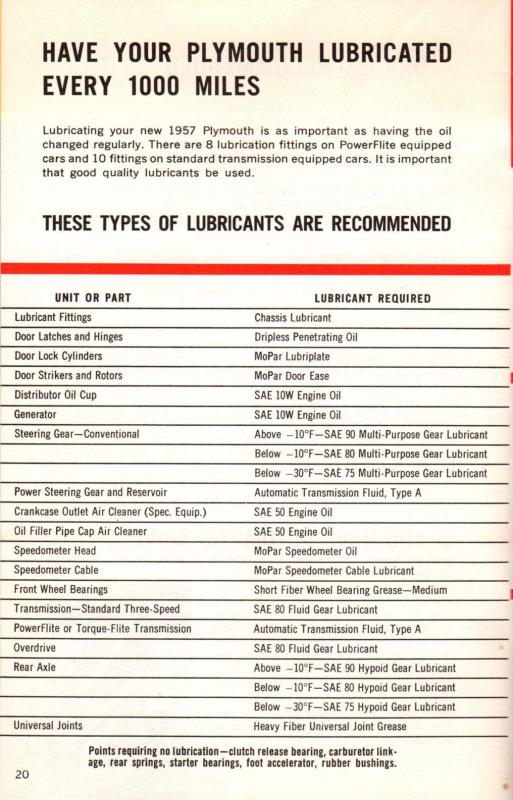 HAVE YOUR PLYMOUTH LUBRICATED
EVERY 1000 MILES
Lubricating your new 1957 Plymouth is as important as having the oil
changed regularly. There are 8 lubrication fittings on PowerFlite equipped
cars and 10 fittings on standard transmission equipped cars. It is important
that good quality lubricants be used.
THESE TYPES OF LUBRICANTS ARE RECOMMENDED
UNIT OR PART LUBRICANT REQUIRED
Lubricant Fittings Chassis Lubricant
Door Latches and Hinges Dripless Penetrating Oil
Door Lock Cylinders MoPar Lubriplate
Door Strikers and Rotors MoPar Door Ease
Distributor Oil Cup SAE 10W Engine Oil
Generator SAE 10W Engine Oil
Steering Gear—Conventional Above —10°F—SAE 90 Multi-Purpose Gear Lubricant
Below —10°F—SAE 80 Multi-Purpose Gear Lubricant
Below —30°F—SAE 75 Multi-Purpose Gear Lubricant
Power Steering Gear and Reservoir Automatic Transmission Fluid, Type A
Crankcase Outlet Air Cleaner (Spec. Equip.) SAE 50 Engine Oil
Oil Filler Pipe Cap Air Cleaner SAE 50 Engine Oil
Speedometer Head MoPar Speedometer Oil
Speedometer Cable MoPar Speedometer Cable Lubricant
Front Wheel Bearings Short Fiber Wheel Bearing Grease—Medium
Transmission—Standard Three-Speed SAE 80 Fluid Gear Lubricant
PowerFlite or Torque-Flite Transmission Automatic Transmission Fluid, Type A
Overdrive SAE 80 Fluid Gear Lubricant
Rear Axle Above —10°F—SAE 90 Hypoid Gear Lubricant
Below —10°F—SAE 80 Hypoid Gear Lubricant
Below —30°F—SAE 75 Hypoid Gear Lubricant
Universal Joints Heavy Fiber Universal Joint Grease
Points requiring no lubrication—clutch release bearing, carburetor link-
age, rear springs, starter bearings, foot accelerator, rubber bushings.
20